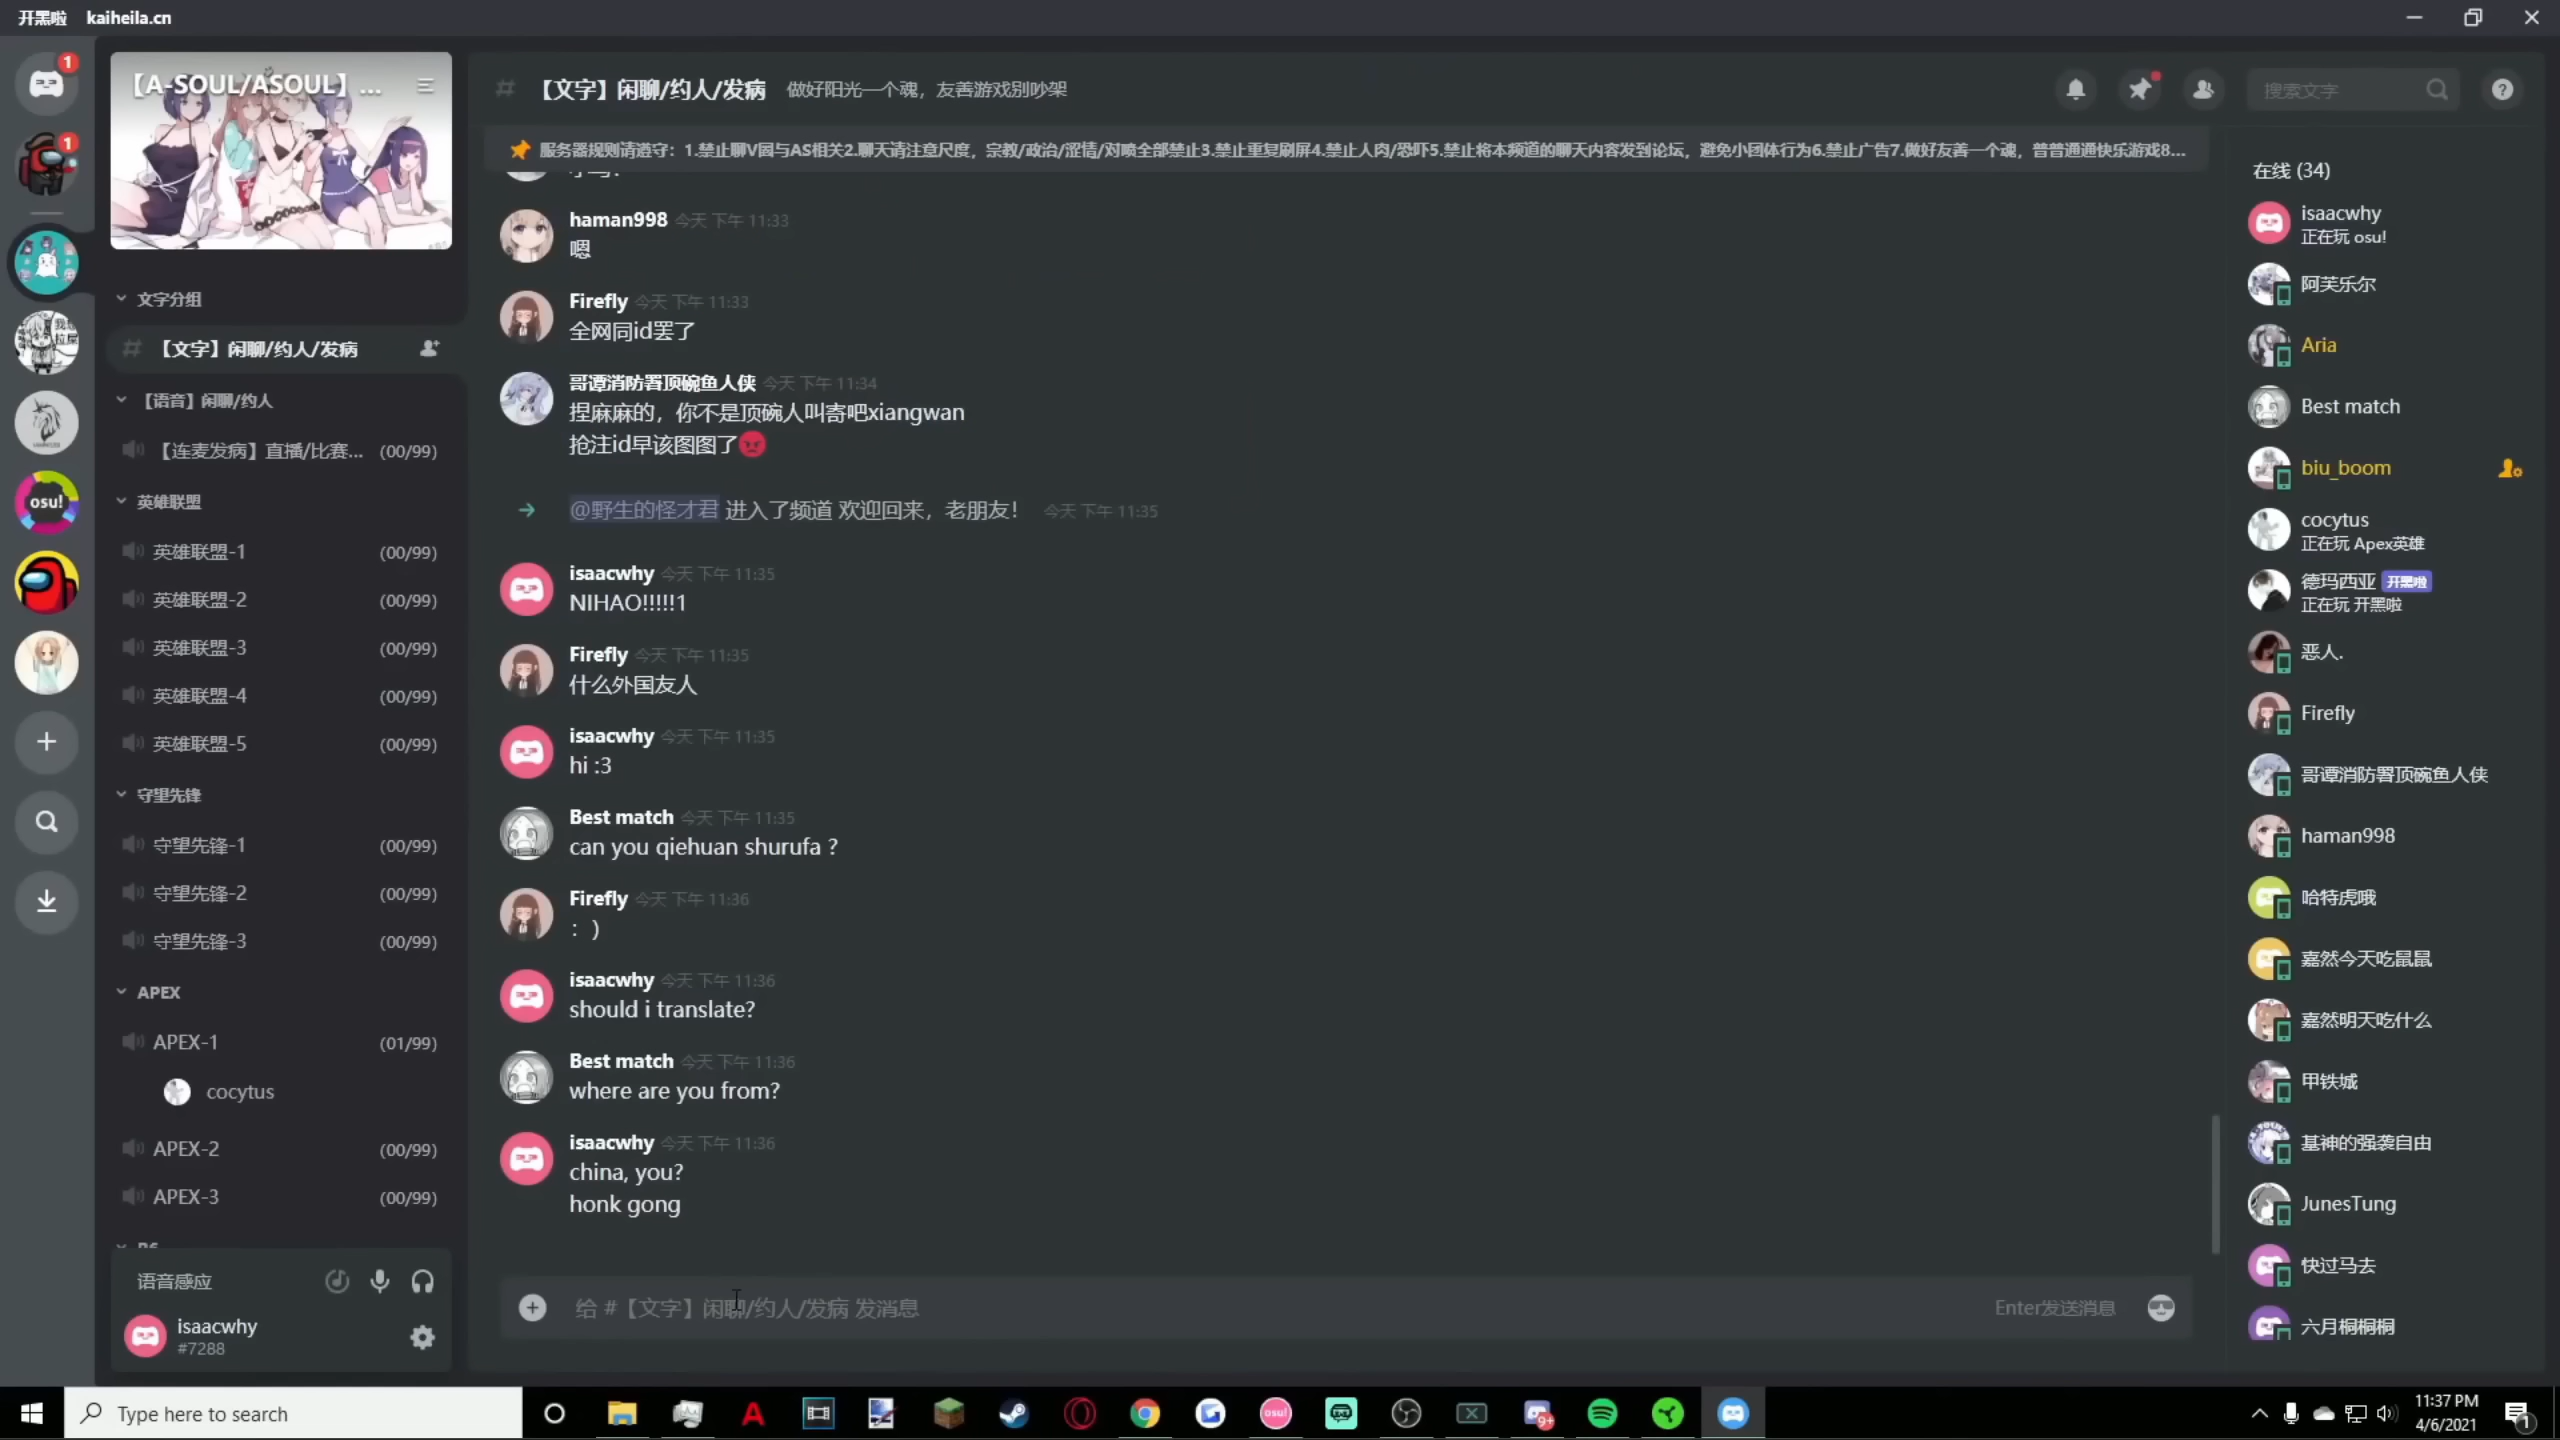 开黑啦 kaiheila.cn
1
1
osu!
【A-SOUL/ASOUL】...
文字分组
# 【文字】闲聊/约人/发病
【语音】闲聊/约人
【连麦发病】直播/比赛... (00/99)
英雄联盟
英雄联盟-1 (00/99)
英雄联盟-2 (00/99)
英雄联盟-3 (00/99)
英雄联盟-4 (00/99)
英雄联盟-5 (00/99)
守望先锋
守望先锋-1 (00/99)
守望先锋-2 (00/99)
守望先锋-3 (00/99)
APEX
APEX-1 (01/99)
cocytus
APEX-2 (00/99)
APEX-3 (00/99)
语音感应
isaacwhy
#7288
# 【文字】闲聊/约人/发病 做好阳光一个魂，友善游戏别吵架
搜索文字
服务器规则请遵守：1.禁止聊V圈与AS相关2.聊天请注意尺度，宗教/政治/涩情/对喷全部禁止3.禁止重复刷屏4.禁止人肉/恐吓5.禁止将本频道的聊天内容发到论坛，避免小团体行为6.禁止广告7.做好友善一个魂，普普通通快乐游戏8...
haman998 今天 下午 11:33
嗯
Firefly 今天 下午 11:33
全网同id罢了
哥谭消防署顶碗鱼人侠 今天 下午 11:34
捏麻麻的，你不是顶碗人叫寄吧xiangwan
抢注id早该图图了
@野生的怪才君 进入了频道 欢迎回来，老朋友！ 今天 下午 11:35
isaacwhy 今天 下午 11:35
NIHAO!!!!!1
Firefly 今天 下午 11:35
什么外国友人
isaacwhy 今天 下午 11:35
hi :3
Best match 今天 下午 11:35
can you qiehuan shurufa ?
Firefly 今天 下午 11:36
：)
isaacwhy 今天 下午 11:36
should i translate?
Best match 今天 下午 11:36
where are you from?
isaacwhy 今天 下午 11:36
china, you?
honk gong
给 #【文字】闲聊/约人/发病 发消息 Enter发送消息
在线 (34)
isaacwhy
正在玩 osu!
阿芙乐尔
Aria
Best match
biu_boom
cocytus
正在玩 Apex英雄
德玛西亚 开黑啦
正在玩 开黑啦
恶人.
Firefly
哥谭消防署顶碗鱼人侠
haman998
哈特虎哦
嘉然今天吃鼠鼠
嘉然明天吃什么
甲铁城
基神的强袭自由
JunesTung
快过马去
六月桐桐桐
Type here to search
osu!
9+
11:37 PM
4/6/2021
1